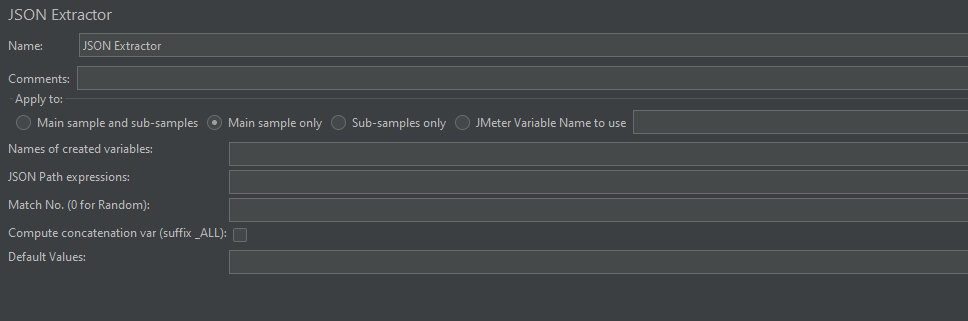 JSON Extractor
Name: JSON Extractor
Comments:
Apply to:
Main sample and sub-samples Main sample only Sub-samples only JMeter Variable Name to use
Names of created variables:
JSON Path expressions:
Match No. (0 for Random):
Compute concatenation var (suffix _ALL):
Default Values: